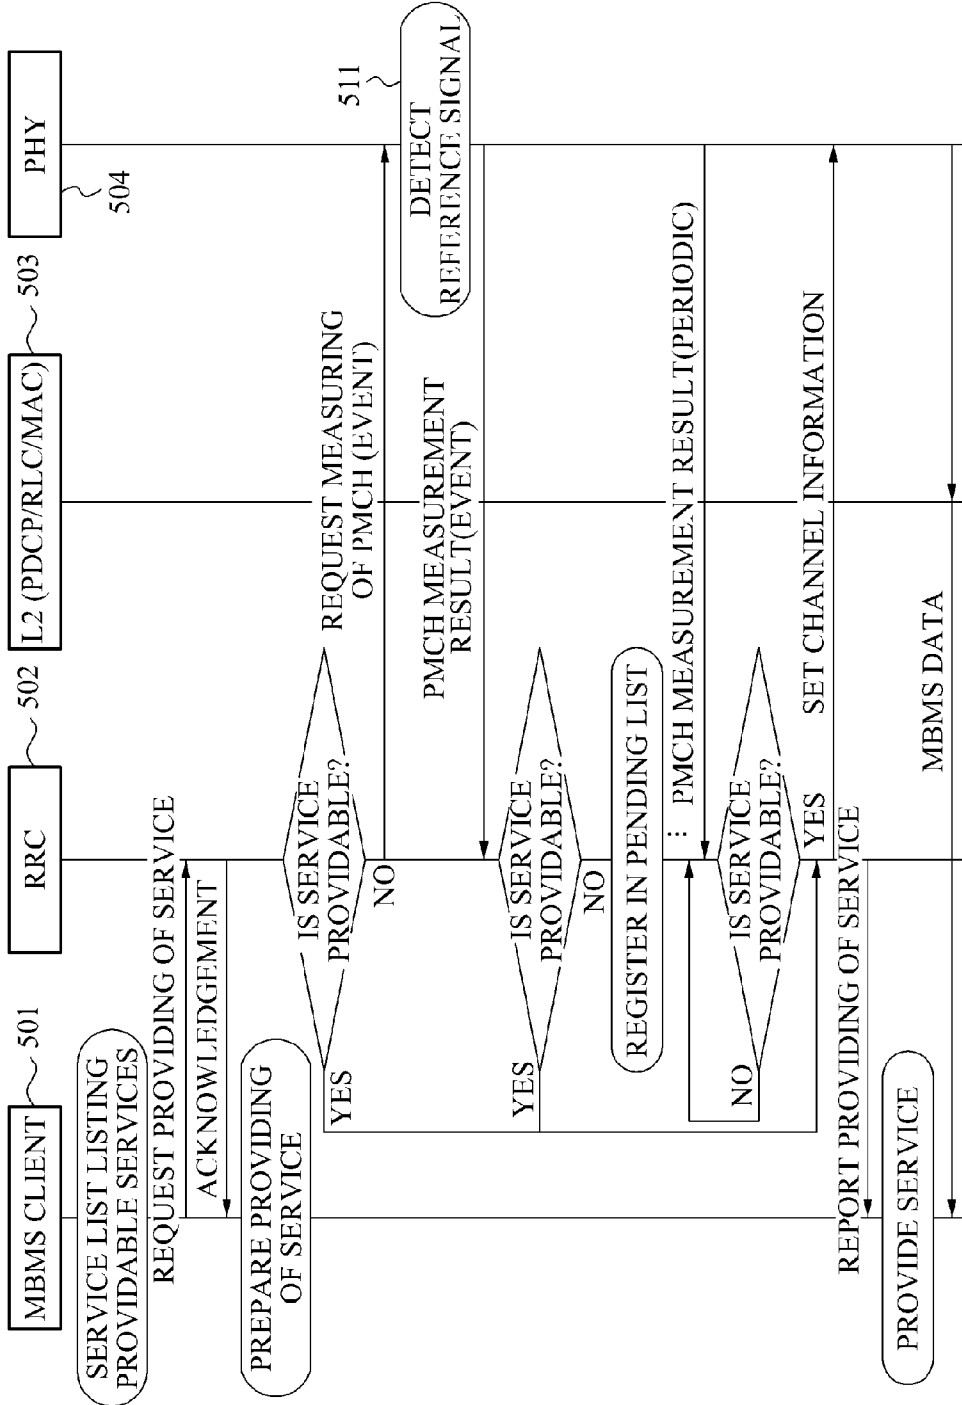 MBMS CLIENT
501
RRC
502
L2 (PDCP/RLC/MAC)
503
PHY
504
SERVICE LIST LISTING
PROVIDABLE SERVICES
REQUEST PROVIDING OF SERVICE
ACKNOWLEDGEMENT
PREPARE PROVIDING
OF SERVICE
IS SERVICE
PROVIDABLE?
YES
NO
REQUEST MEASURING
OF PMCH (EVENT)
511
DETECT
REFERENCE SIGNAL
PMCH MEASUREMENT
RESULT(EVENT)
IS SERVICE
PROVIDABLE?
YES
NO
REGISTER IN PENDING LIST
...
PMCH MEASUREMENT RESULT(PERIODIC)
IS SERVICE
PROVIDABLE?
NO
YES
SET CHANNEL INFORMATION
REPORT PROVIDING OF SERVICE
PROVIDE SERVICE
MBMS DATA